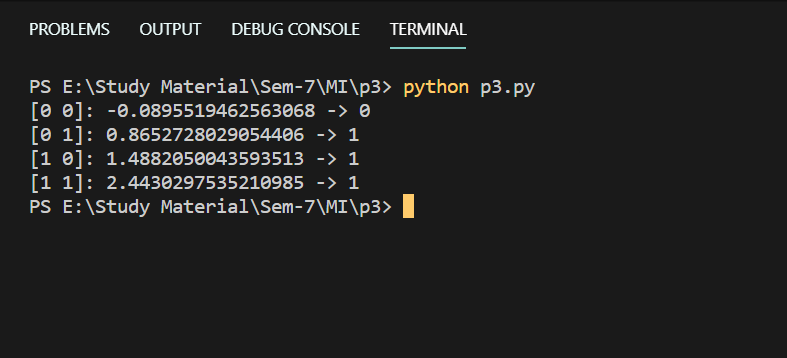 PROBLEMS OUTPUT DEBUG CONSOLE TERMINAL
PS E:\Study Material\Sem-7\MI\p3> python p3.py
[0 0]: -0.0895519462563068 -> 0
[0 1]: 0.8652728029054406 -> 1
[1 0]: 1.4882050043593513 -> 1
[1 1]: 2.4430297535210985 -> 1
PS E:\Study Material\Sem-7\MI\p3>